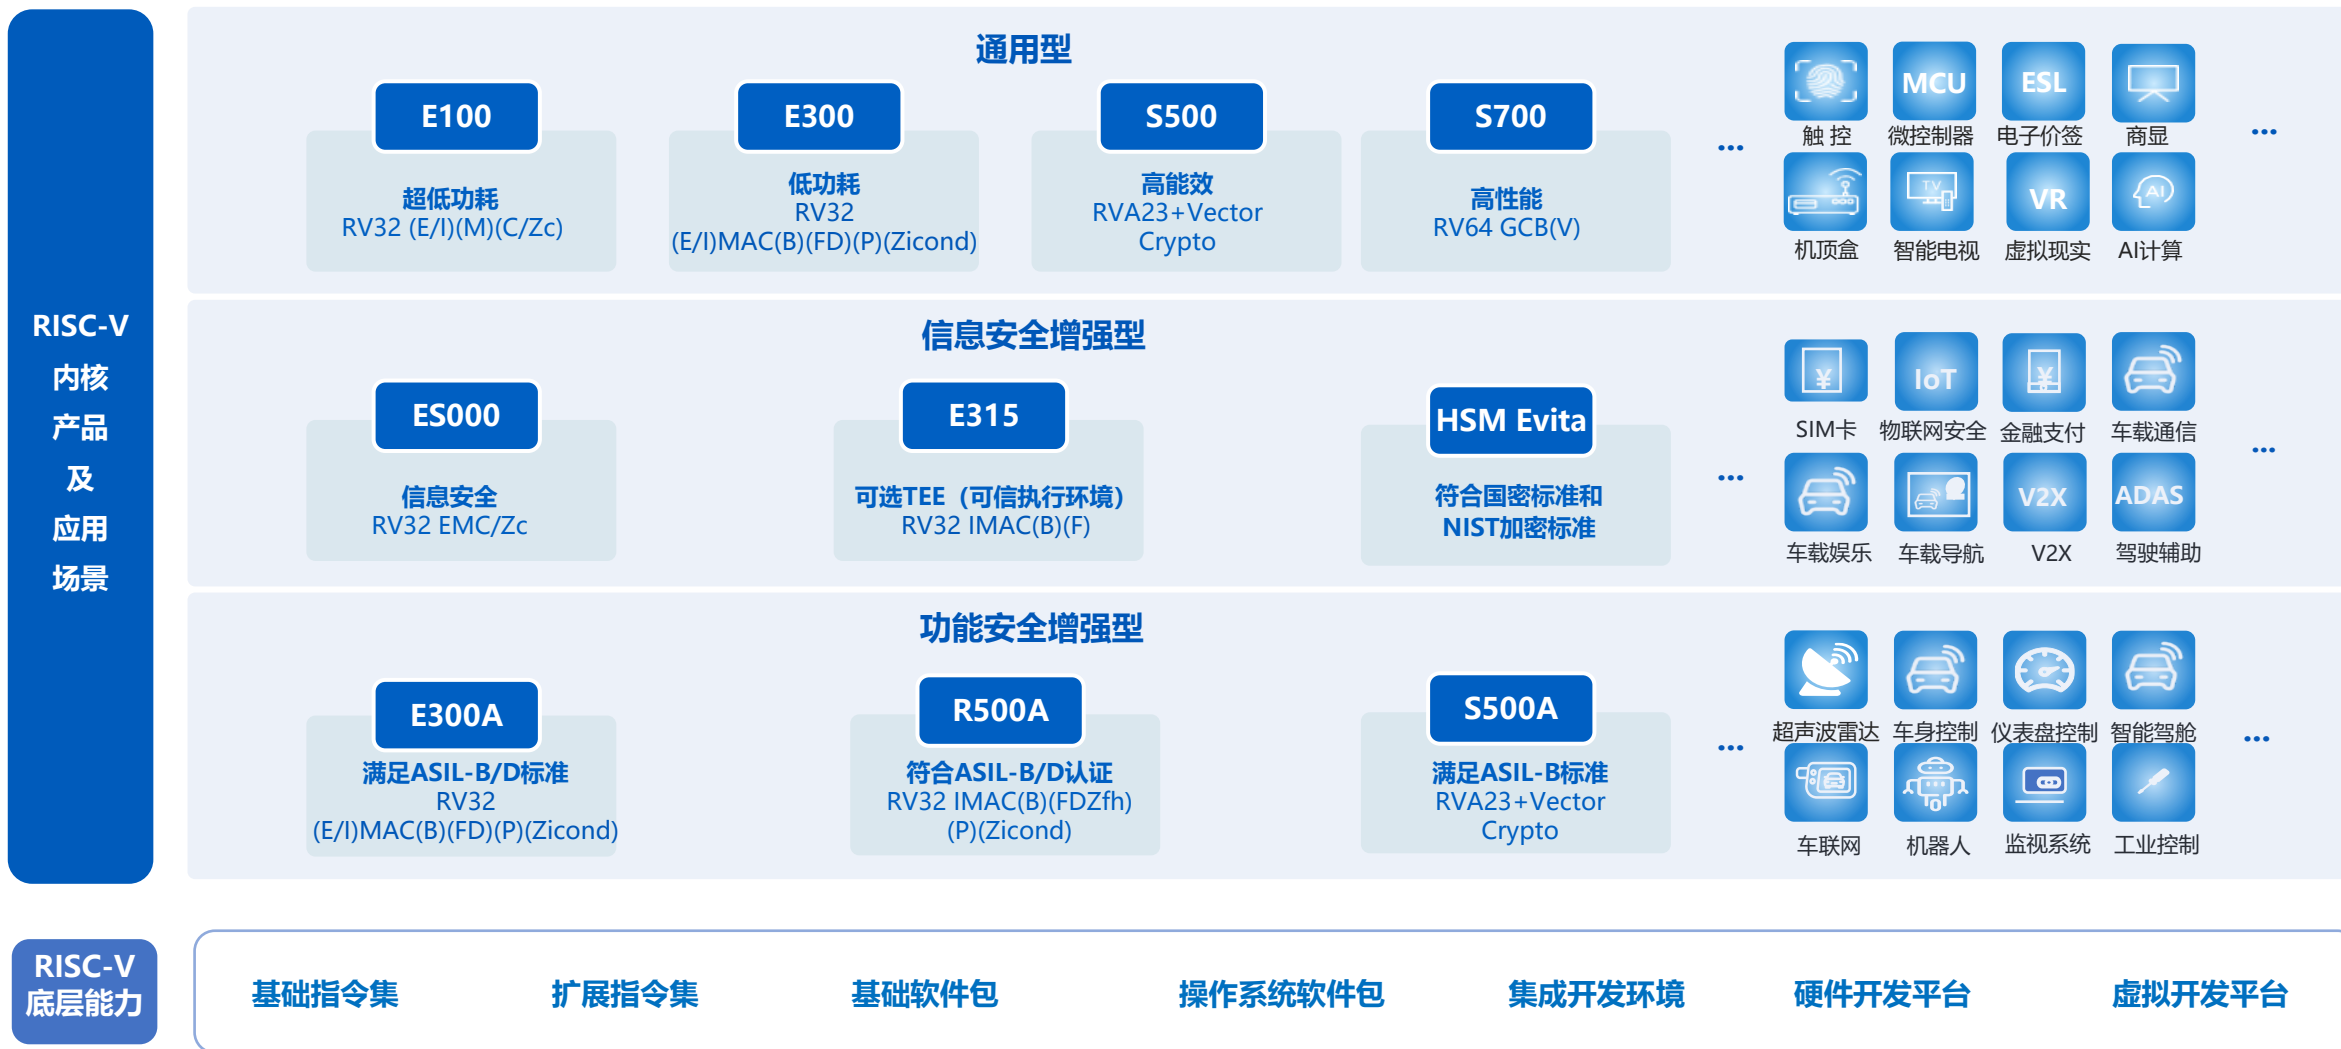 RISC-V
内核
产品
及
应用
场景
通用型
E100
超低功耗
RV32 (E/I)(M)(C/Zc)
E300
低功耗
RV32
(E/I)MAC(B)(FD)(P)(Zicond)
S500
高能效
RVA23+Vector
Crypto
S700
高性能
RV64 GCB(V)
...
触 控
MCU
微控制器
ESL
电子价签
商显
机顶盒
TV
智能电视
VR
虚拟现实
AI
AI计算
...
信息安全增强型
ES000
信息安全
RV32 EMC/Zc
E315
可选TEE（可信执行环境）
RV32 IMAC(B)(F)
HSM Evita
符合国密标准和
NIST加密标准
...
¥
SIM卡
IoT
物联网安全
¥
金融支付
车载通信
车载娱乐
车载导航
V2X
V2X
ADAS
驾驶辅助
...
功能安全增强型
E300A
满足ASIL-B/D标准
RV32
(E/I)MAC(B)(FD)(P)(Zicond)
R500A
符合ASIL-B/D认证
RV32 IMAC(B)(FDZfh)
(P)(Zicond)
S500A
满足ASIL-B标准
RVA23+Vector
Crypto
...
超声波雷达
车身控制
仪表盘控制
智能驾舱
车联网
机器人
监视系统
工业控制
...
RISC-V
底层能力
基础指令集
扩展指令集
基础软件包
操作系统软件包
集成开发环境
硬件开发平台
虚拟开发平台